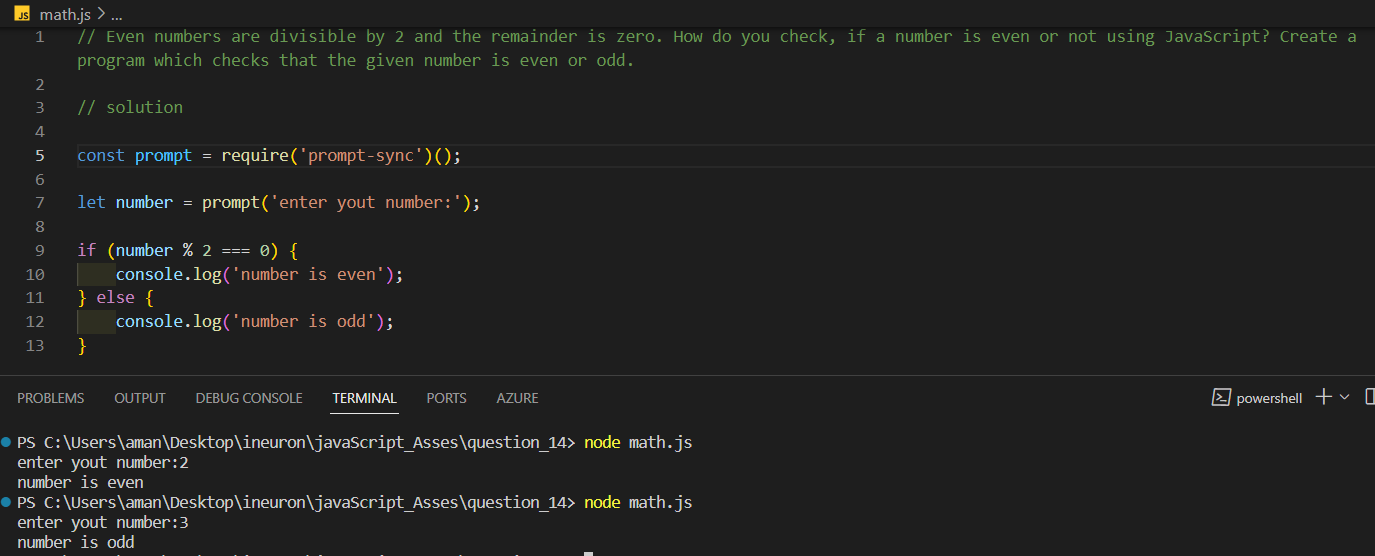 JS math.js > ...
1 // Even numbers are divisible by 2 and the remainder is zero. How do you check, if a number is even or not using JavaScript? Create a
program which checks that the given number is even or odd.
2
3 // solution
4
5 const prompt = require('prompt-sync')();
6
7 let number = prompt('enter yout number:');
8
9 if (number % 2 === 0) {
10     console.log('number is even');
11 } else {
12     console.log('number is odd');
13 }
PROBLEMS OUTPUT DEBUG CONSOLE TERMINAL PORTS AZURE powershell
PS C:\Users\aman\Desktop\ineuron\javaScript_Asses\question_14> node math.js
enter yout number:2
number is even
PS C:\Users\aman\Desktop\ineuron\javaScript_Asses\question_14> node math.js
enter yout number:3
number is odd